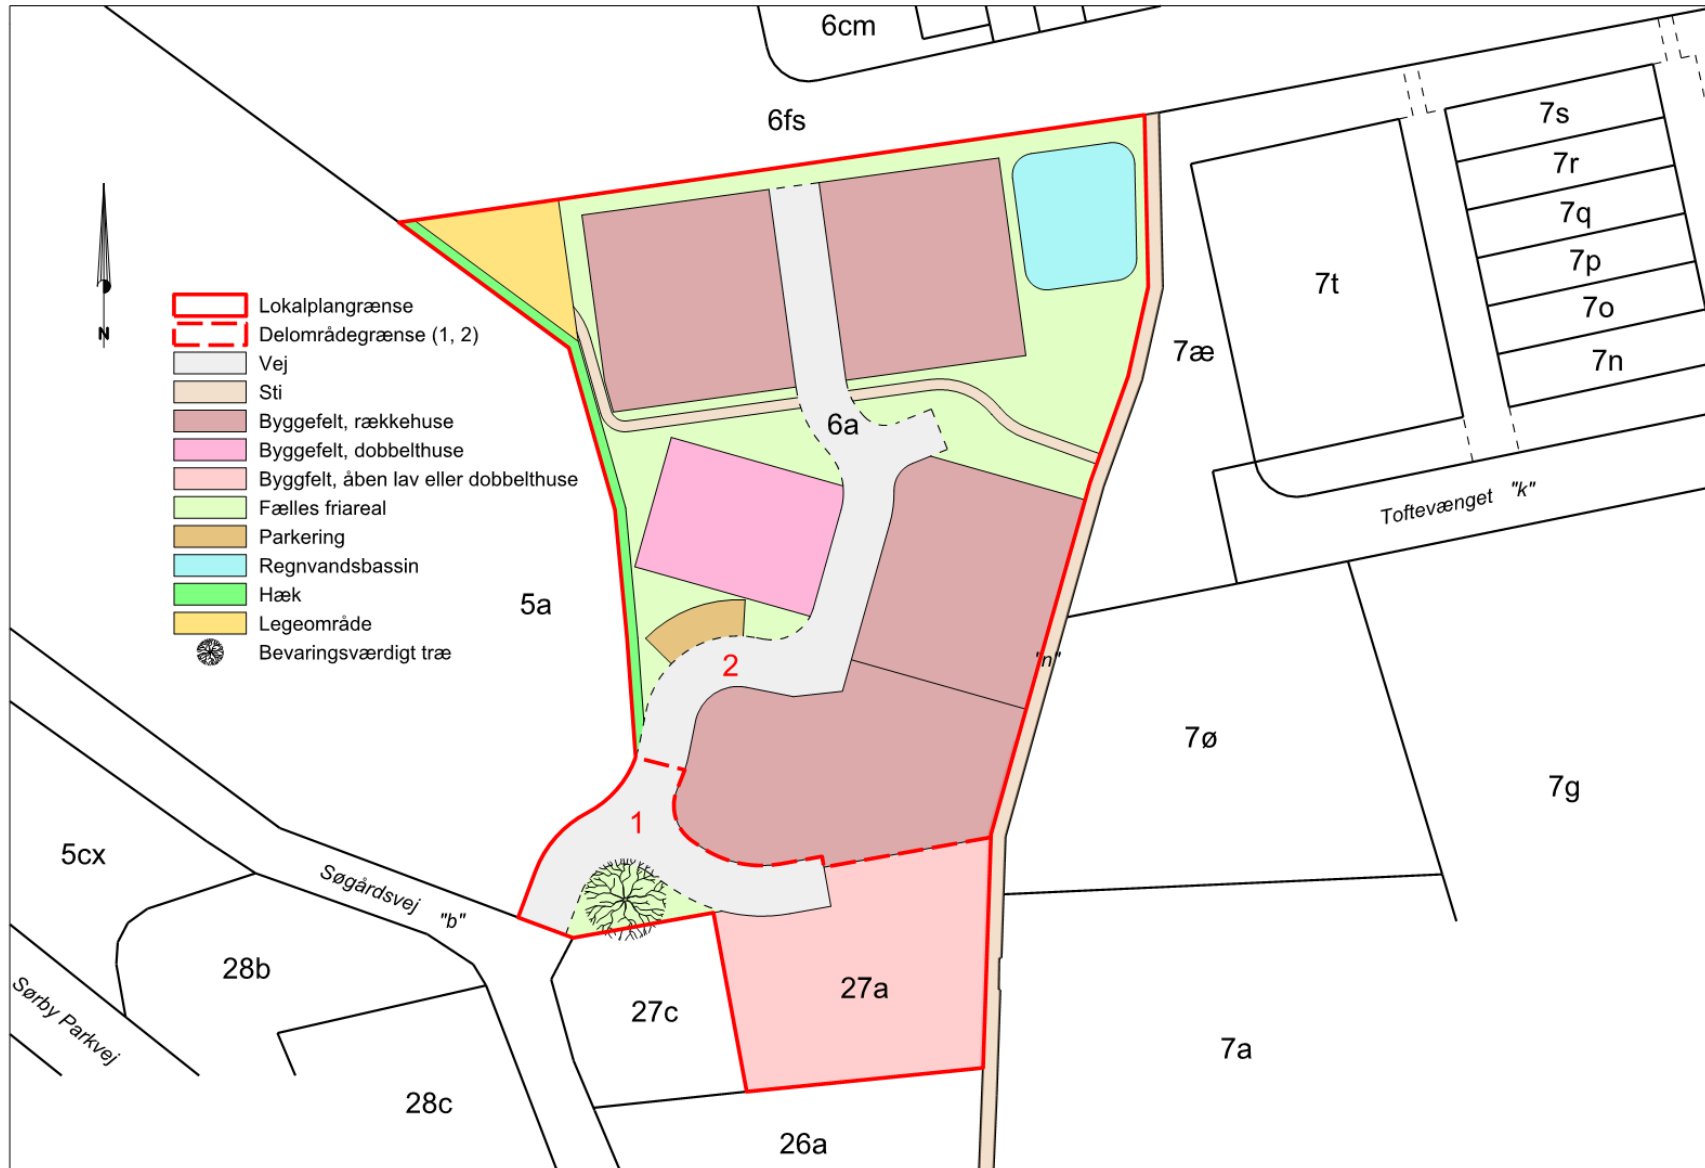 6cm
6fs
7s
7r
7q
7p
7o
7n
7t
7æ
N
Lokalplangrænse
Delområdegrænse (1, 2)
Vej
Sti
Byggefelt, rækkehuse
Byggefelt, dobbelthuse
Byggfelt, åben lav eller dobbelthuse
Fælles friareal
Parkering
Regnvandsbassin
Hæk
Legeområde
Bevaringsværdigt træ
6a
Toftevænget "k"
5a
2
"n"
7ø
7g
1
5cx
Søgårdsvej "b"
28b
27c
27a
Sørby Parkvej
7a
28c
26a